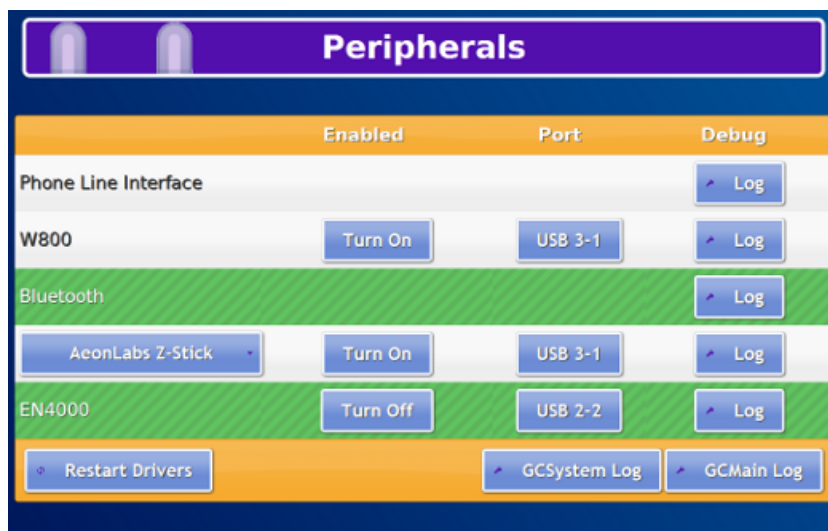 Peripherals
Enabled Port Debug
Phone Line Interface Log
W800 Turn On USB 3-1 Log
Bluetooth Log
AeonLabs Z-Stick Turn On USB 3-1 Log
EN4000 Turn Off USB 2-2 Log
Restart Drivers GCSystem Log GCMain Log